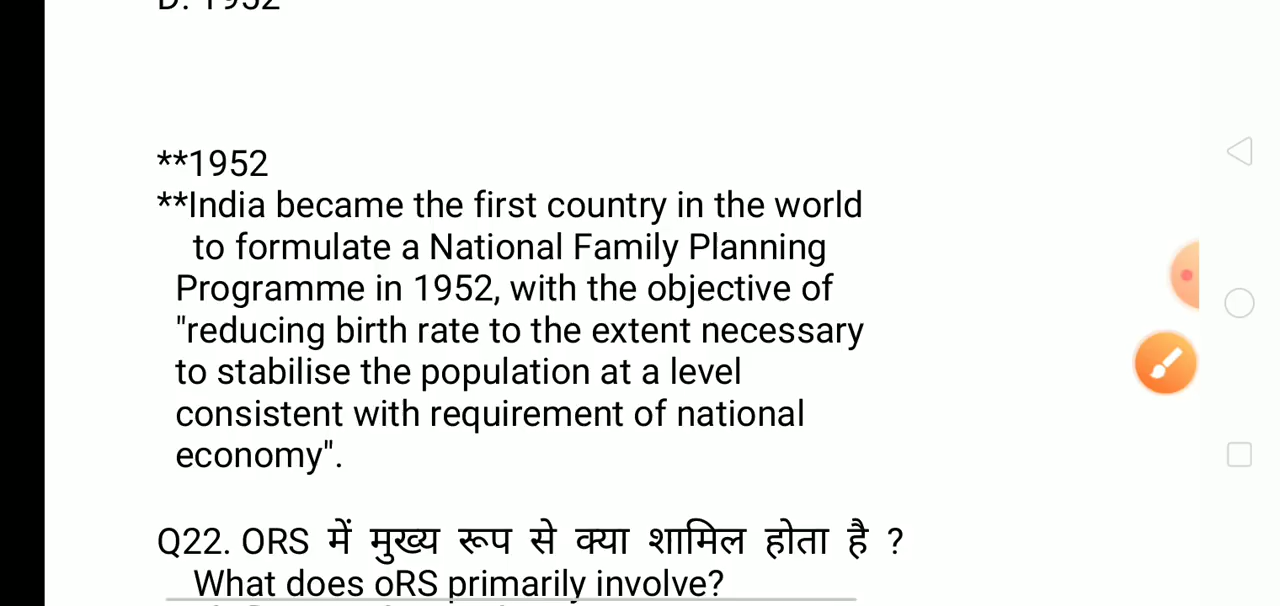 D. 1952
**1952
**India became the first country in the world
to formulate a National Family Planning
Programme in 1952, with the objective of
"reducing birth rate to the extent necessary
to stabilise the population at a level
consistent with requirement of national
economy".
Q22. ORS में मुख्य रूप से क्या शामिल होता है ?
What does oRS primarily involve?